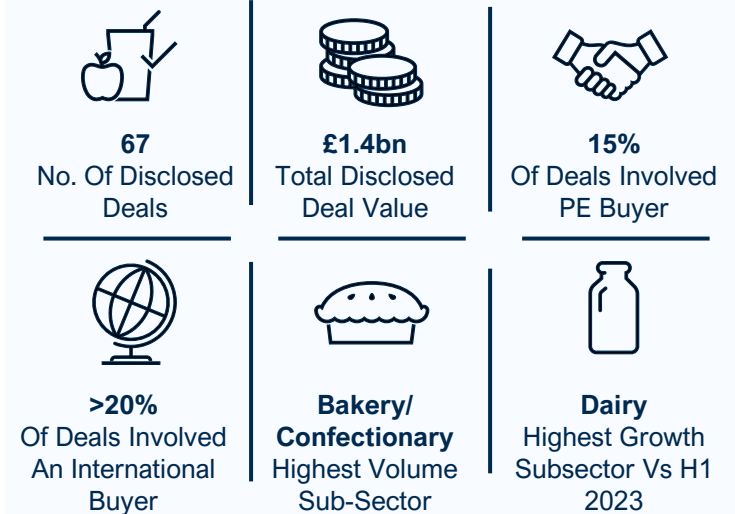 67
No. Of Disclosed
Deals
£1.4bn
Total Disclosed
Deal Value
15%
Of Deals Involved
PE Buyer
>20%
Of Deals Involved
An International
Buyer
Bakery/
Confectionary
Highest Volume
Sub-Sector
Dairy
Highest Growth
Subsector Vs H1
2023